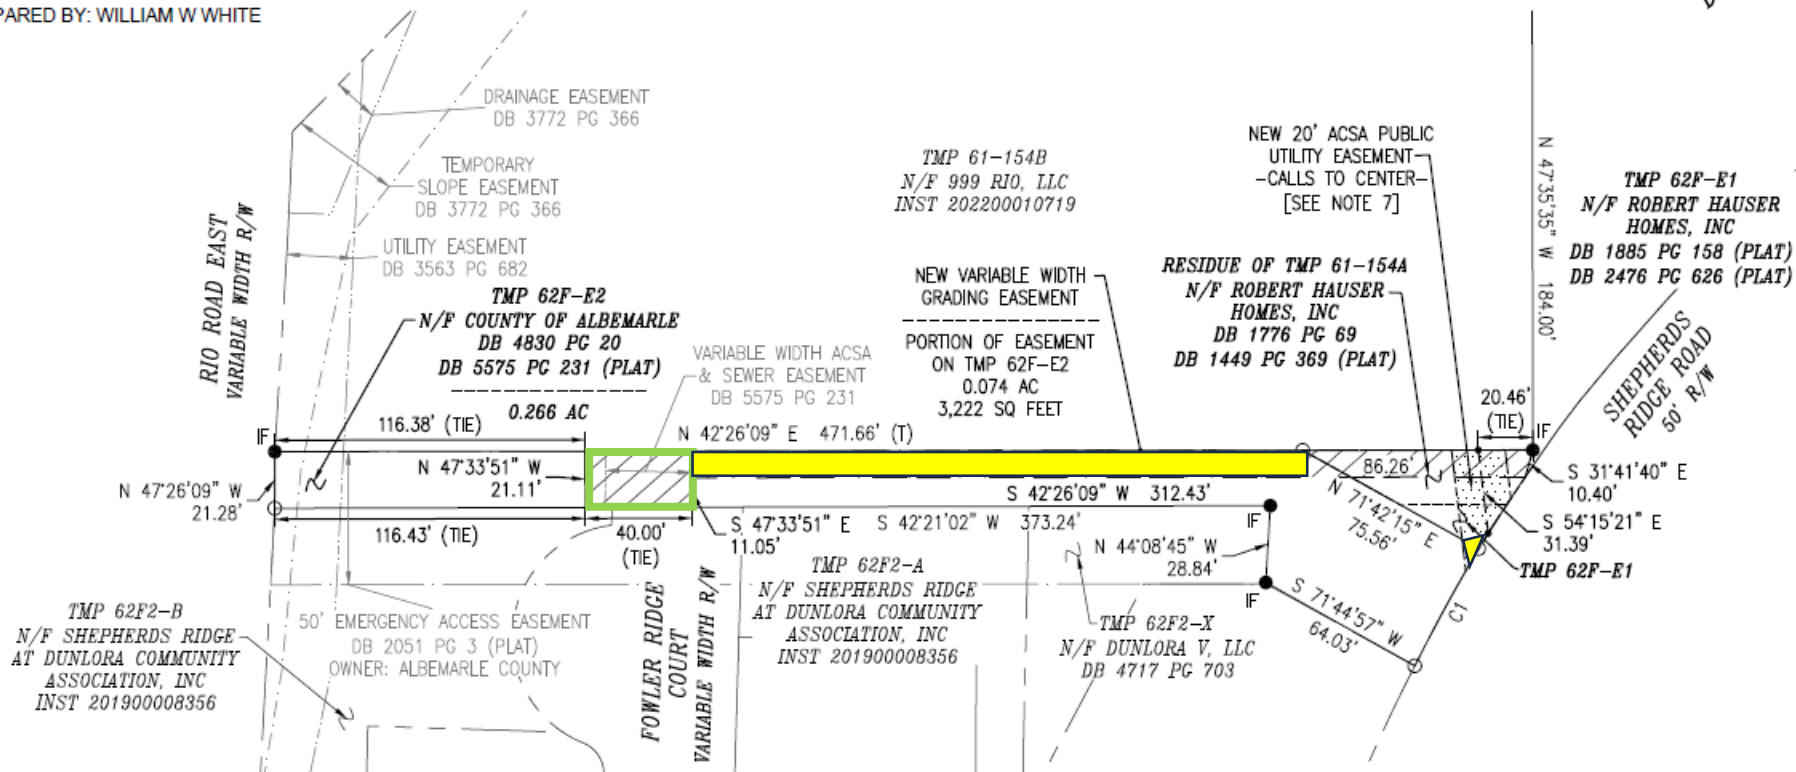 PARED BY: WILLIAM W WHITE
DRAINAGE EASEMENT
DB 3772 PG 366
TEMPORARY
SLOPE EASEMENT
DB 3772 PG 366
UTILITY EASEMENT
DB 3563 PG 682
RIO ROAD EAST
VARIABLE WIDTH R/W
TMP 62F-E2
N/F COUNTY OF ALBEMARLE
DB 4830 PG 20
DB 5575 PG 231 (PLAT)
0.266 AC
VARIABLE WIDTH ACSA
& SEWER EASEMENT
DB 5575 PG 231
TMP 61-154B
N/F 999 RIO, LLC
INST 202200010719
NEW VARIABLE WIDTH
GRADING EASEMENT
PORTION OF EASEMENT
ON TMP 62F-E2
0.074 AC
3,222 SQ FEET
NEW 20' ACSA PUBLIC
UTILITY EASEMENT
-CALLS TO CENTER-
[SEE NOTE 7]
RESIDUE OF TMP 61-154A
N/F ROBERT HAUSER
HOMES, INC
DB 1776 PG 69
DB 1449 PG 369 (PLAT)
N 47°35'35" W 184.00'
TMP 62F-E1
N/F ROBERT HAUSER
HOMES, INC
DB 1885 PG 158 (PLAT)
DB 2476 PG 626 (PLAT)
SHEPHERDS
RIDGE ROAD
50' R/W
20.46'
(TIE)
IF
IF
116.38' (TIE)
N 42°26'09" E 471.66' (T)
N 47°33'51" W
21.11'
N 47°26'09" W
21.28'
86.26'
S 31°41'40" E
10.40'
S 42°26'09" W 312.43'
N 71°42'15" E
75.56'
S 54°15'21" E
31.39'
TMP 62F-E1
116.43' (TIE)
40.00'
(TIE)
S 47°33'51" E
11.05'
S 42°21'02" W 373.24'
IF
N 44°08'45" W
28.84'
IF
S 71°44'57" W
64.03'
C1
TMP 62F2-A
N/F SHEPHERDS RIDGE
AT DUNLORA COMMUNITY
ASSOCIATION, INC
INST 201900008356
TMP 62F2-X
N/F DUNLORA V, LLC
DB 4717 PG 703
FOWLER RIDGE
COURT
VARIABLE WIDTH R/W
50' EMERGENCY ACCESS EASEMENT
DB 2051 PG 3 (PLAT)
OWNER: ALBEMARLE COUNTY
TMP 62F2-B
N/F SHEPHERDS RIDGE
AT DUNLORA COMMUNITY
ASSOCIATION, INC
INST 201900008356